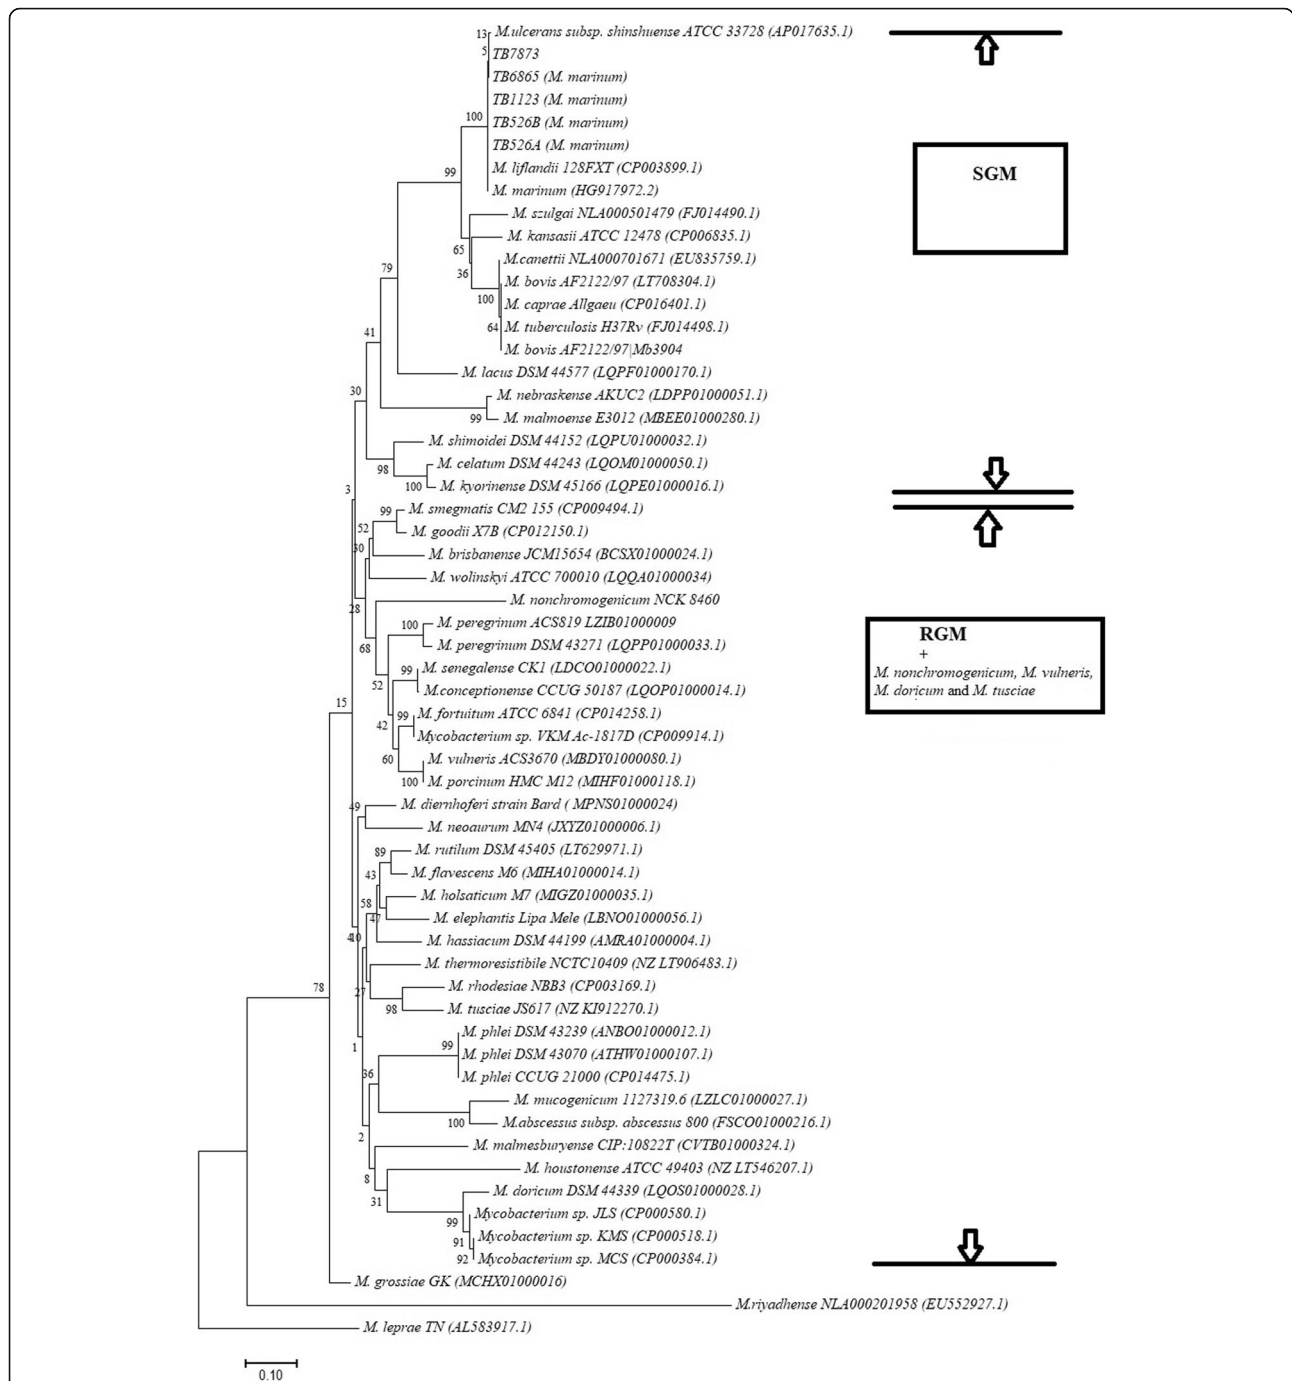 M.ulcerans subsp. shinshuense ATCC 33728 (AP017635.1)
13
5
TB7873
TB6865 (M. marinum)
TB1123 (M. marinum)
100
TB526B (M. marinum)
TB526A (M. marinum)
M. liflandii 128FXT (CP003899.1)
99
SGM
M. marinum (HG917972.2)
M. szulgai NLA000501479 (FJ014490.1)
M. kansasii ATCC 12478 (CP006835.1)
65
M.canettii NLA000701671 (EU835759.1)
79
36
M. bovis AF2122/97 (LT708304.1)
100
M. caprae Allgaeu (CP016401.1)
64
M. tuberculosis H37Rv (FJ014498.1)
41
M. bovis AF2122/97|Mb3904
M. lacus DSM 44577 (LQPF01000170.1)
30
M. nebraskense AKUC2 (LDPP01000051.1)
99
M. malmoense E3012 (MBEE01000280.1)
M. shimoidei DSM 44152 (LQPU01000032.1)
98
M. celatum DSM 44243 (LQOM01000050.1)
100
M. kyorinense DSM 45166 (LQPE01000016.1)
3
99
M. smegmatis CM2 155 (CP009494.1)
52
M. goodii X7B (CP012150.1)
30
M. brisbanense JCM15654 (BCSX01000024.1)
M. wolinskyi ATCC 700010 (LQQA01000034)
28
M. nonchromogenicum NCK 8460
100
M. peregrinum ACS819 LZIB01000009
68
M. peregrinum DSM 43271 (LQPP01000033.1)
RGM
+
M. nonchromogenicum, M. vulneris,
M. doricum and M. tusciae
99
M. senegalense CK1 (LDCO01000022.1)
52
M.conceptionense CCUG 50187 (LQOP01000014.1)
15
99
M. fortuitum ATCC 6841 (CP014258.1)
42
Mycobacterium sp. VKM Ac-1817D (CP009914.1)
60
M. vulneris ACS3670 (MBDY01000080.1)
100
M. porcinum HMC M12 (MIHF01000118.1)
49
M. diernhoferi strain Bard ( MPNS01000024)
M. neoaurum MN4 (JXYZ01000006.1)
89
M. rutilum DSM 45405 (LT629971.1)
43
M. flavescens M6 (MIHA01000014.1)
58
M. holsaticum M7 (MIGZ01000035.1)
47
M. elephantis Lipa Mele (LBNO01000056.1)
10
M. hassiacum DSM 44199 (AMRA01000004.1)
M. thermoresistibile NCTC10409 (NZ LT906483.1)
78
27
M. rhodesiae NBB3 (CP003169.1)
98
M. tusciae JS617 (NZ KI912270.1)
M. phlei DSM 43239 (ANBO01000012.1)
1
99
M. phlei DSM 43070 (ATHW01000107.1)
36
M. phlei CCUG 21000 (CP014475.1)
M. mucogenicum 1127319.6 (LZLC01000027.1)
100
M.abscessus subsp. abscessus 800 (FSCO01000216.1)
2
M. malmesburyense CIP:10822T (CVTB01000324.1)
8
M. houstonense ATCC 49403 (NZ LT546207.1)
31
M. doricum DSM 44339 (LQOS01000028.1)
99
Mycobacterium sp. JLS (CP000580.1)
91
Mycobacterium sp. KMS (CP000518.1)
92
Mycobacterium sp. MCS (CP000384.1)
M. grossiae GK (MCHX01000016)
M.riyadhense NLA000201958 (EU552927.1)
M. leprae TN (AL583917.1)
0.10